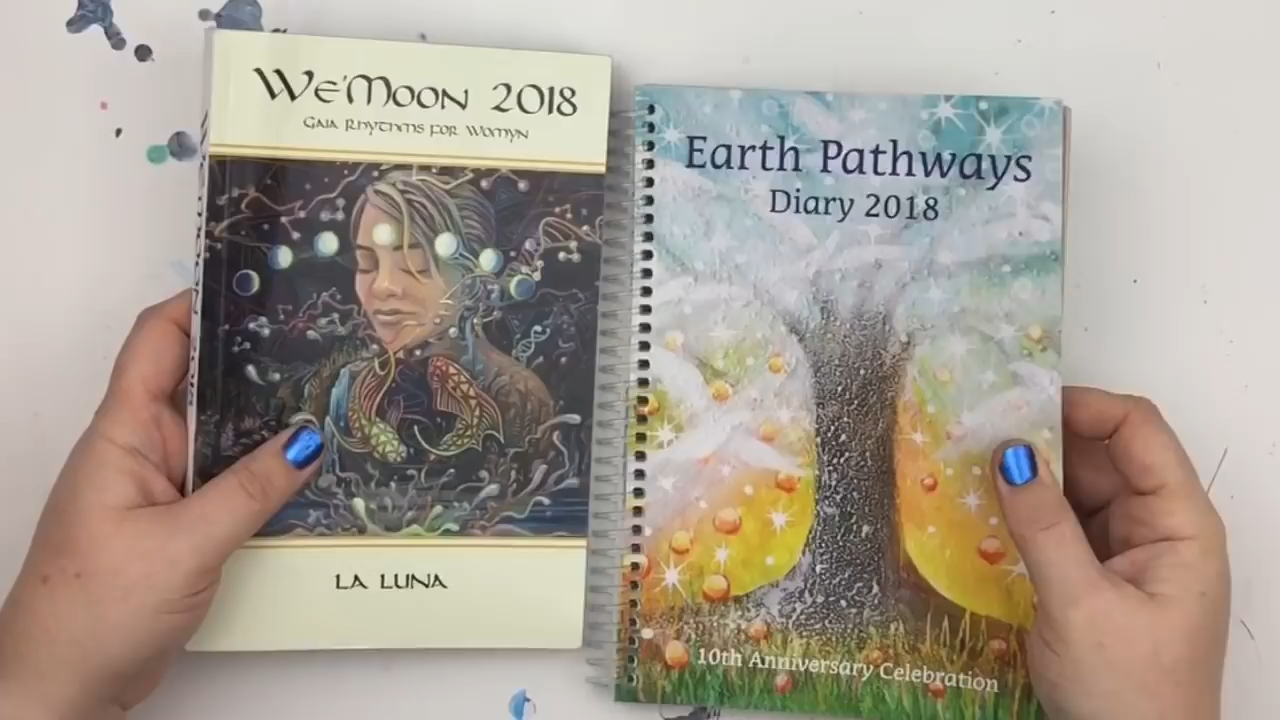 We'Moon 2018
Gaia Rhythms for Womyn
LA LUNA
Earth Pathways
Diary 2018
10th Anniversary Celebration